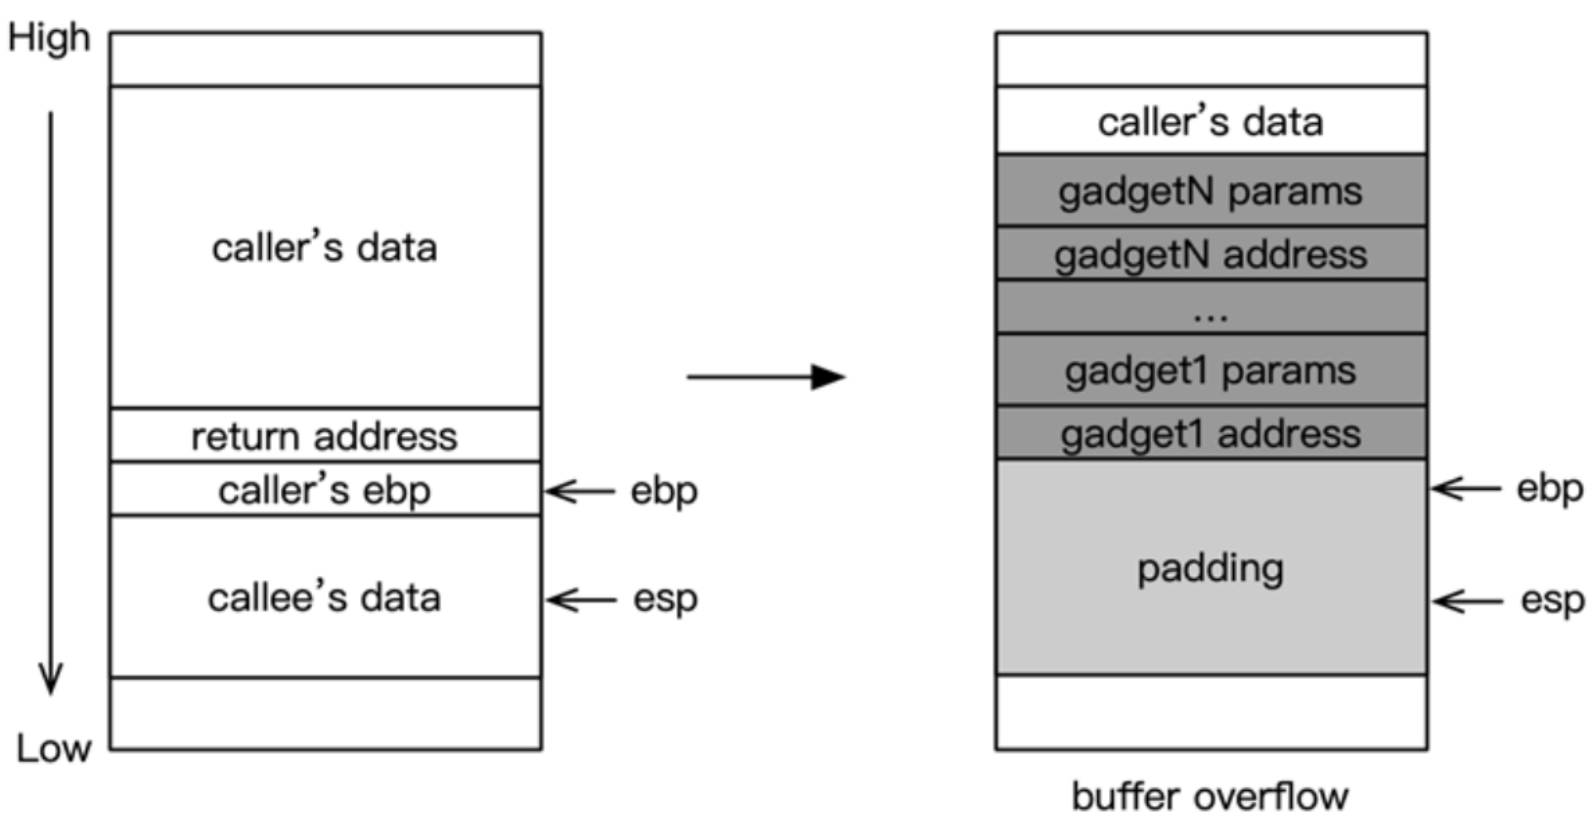 High
caller’s data
return address
caller’s ebp
ebp
callee’s data
esp
Low
caller’s data
gadgetN params
gadgetN address
...
gadget1 params
gadget1 address
ebp
padding
esp
buffer overflow